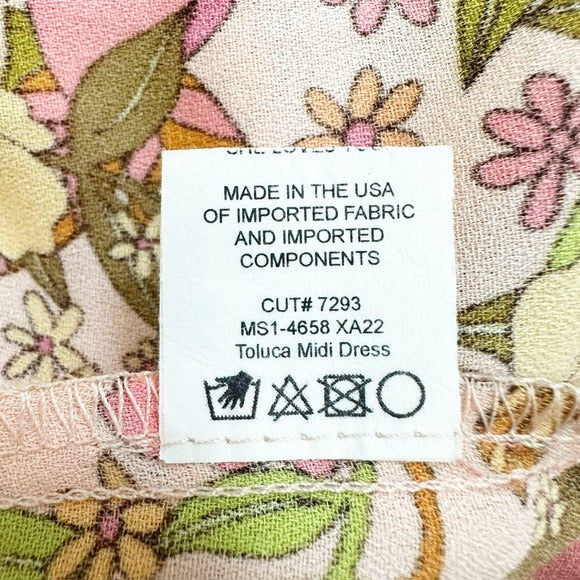 MADE IN THE USA
OF IMPORTED FABRIC
AND IMPORTED
COMPONENTS
CUT# 7293
MS1-4658 XA22
Toluca Midi Dress